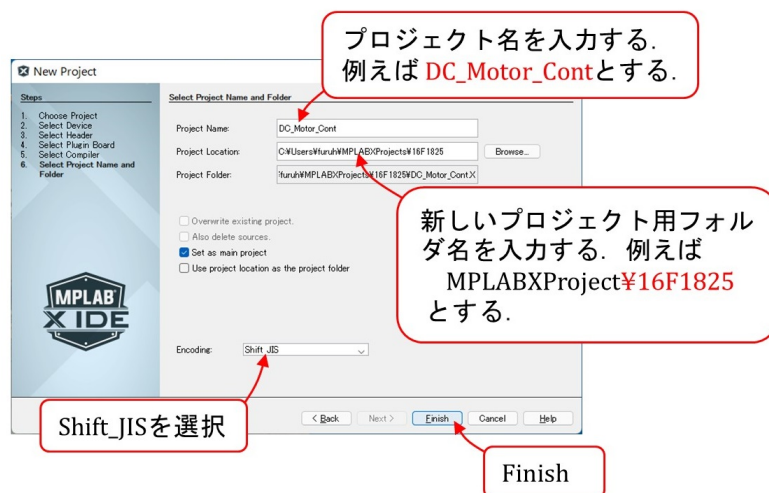 プロジェクト名を入力する.
例えば DC_Motor_Contとする.
New Project
Steps
1. Choose Project
2. Select Device
3. Select Header
4. Select Plugin Board
5. Select Compiler
6. Select Project Name and
Folder
Select Project Name and Folder
Project Name: DC_Motor_Cont
Project Location: C:¥Users¥furuh¥MPLABXProjects¥16F1825 Browse...
Project Folder: ¥furuh¥MPLABXProjects¥16F1825¥DC_Motor_Cont.X
新しいプロジェクト用フォル
ダ名を入力する. 例えば
MPLABXProject¥16F1825
とする.
Overwrite existing project.
Also delete sources.
Set as main project
Use project location as the project folder
MPLAB
X IDE
Encoding: Shift_JIS
Shift_JISを選択
< Back Next > Finish Cancel Help
Finish